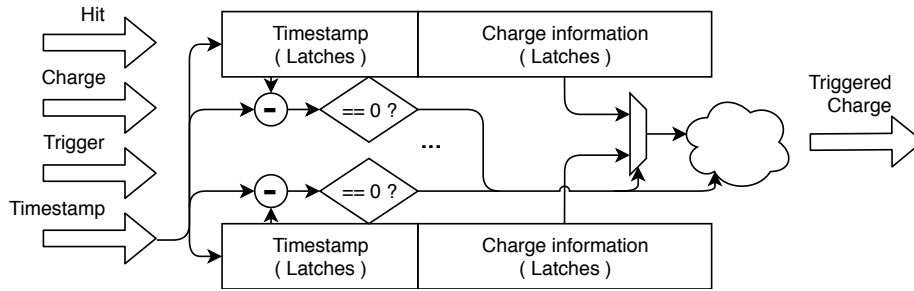 Hit
Charge
Trigger
Timestamp
Timestamp
( Latches )
Charge information
( Latches )
-
== 0 ?
...
-
== 0 ?
Timestamp
( Latches )
Charge information
( Latches )
Triggered
Charge